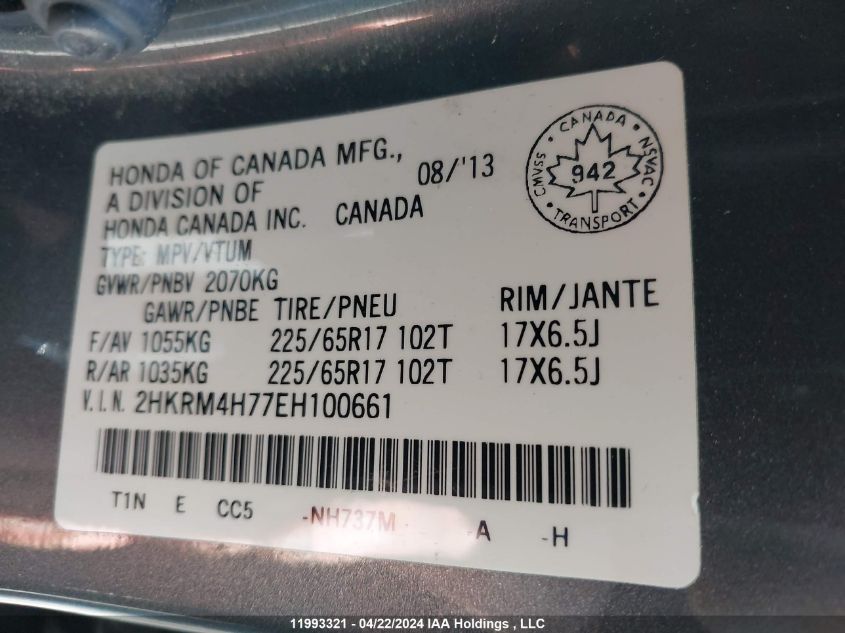 HONDA OF CANADA MFG., 08/'13
A DIVISION OF
HONDA CANADA INC. CANADA
TYPE: MPV/VTUM
GVWR/PNBV 2070KG
GAWR/PNBE TIRE/PNEU RIM/JANTE
F/AV 1055KG 225/65R17 102T 17X6.5J
R/AR 1035KG 225/65R17 102T 17X6.5J
V.I.N. 2HKRM4H77EH100661
T1N E CC5 -NH737M -A -H
CANADA
CMVSS 942 NSVAC
TRANSPORT
11993321 - 04/22/2024 IAA Holdings , LLC